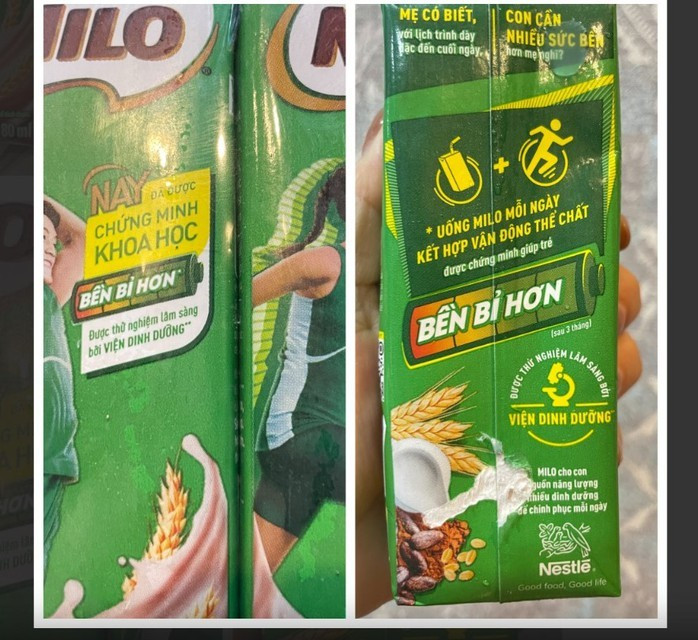 MILO
NAY ĐÃ ĐƯỢC
CHỨNG MINH
KHOA HỌC
BỀN BỈ HƠN*
Được thử nghiệm lâm sàng
bởi VIỆN DINH DƯỠNG**
MẸ CÓ BIẾT,
với lịch trình dày
đặc đến cuối ngày,
CON CẦN
NHIỀU SỨC BỀN
hơn mẹ nghĩ?
+
* UỐNG MILO MỖI NGÀY
KẾT HỢP VẬN ĐỘNG THỂ CHẤT
được chứng minh giúp trẻ
BỀN BỈ HƠN
(sau 3 tháng)
ĐƯỢC THỬ NGHIỆM LÂM SÀNG BỞI
VIỆN DINH DƯỠNG**
MILO cho con
nguồn năng lượng
nhiều dinh dưỡng
để chinh phục mỗi ngày
Nestlé
Good food, Good life
80 ml